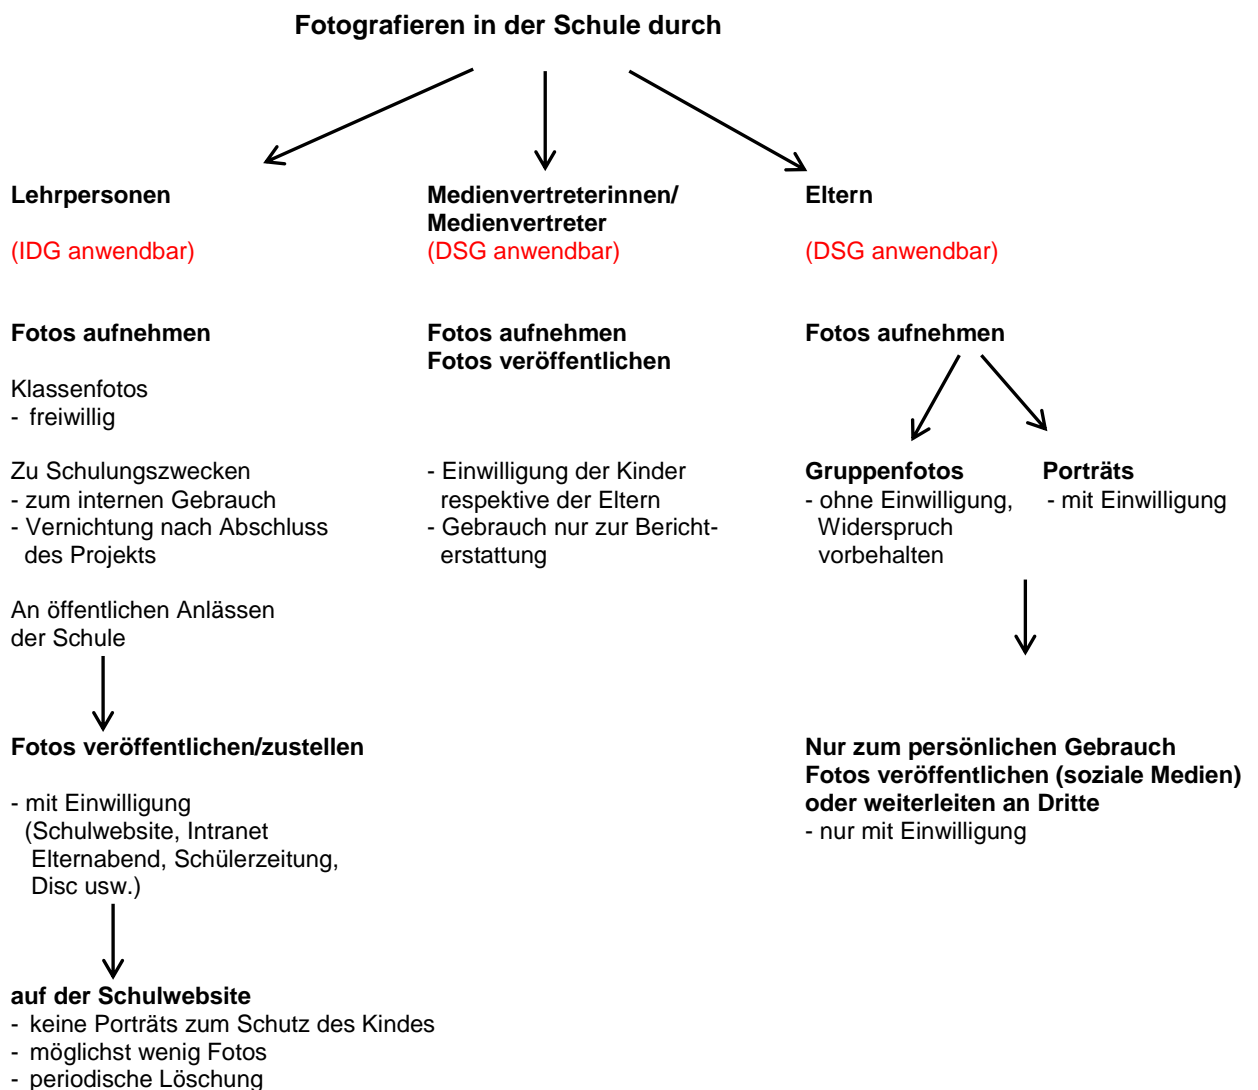 Fotografieren in der Schule durch
Lehrpersonen
(IDG anwendbar)
Fotos aufnehmen
Klassenfotos
- freiwillig
Zu Schulungszwecken
- zum internen Gebrauch
- Vernichtung nach Abschluss
des Projekts
An öffentlichen Anlässen
der Schule
Fotos veröffentlichen/zustellen
- mit Einwilligung
(Schulwebsite, Intranet
Elternabend, Schülerzeitung,
Disc usw.)
auf der Schulwebsite
- keine Porträts zum Schutz des Kindes
- möglichst wenig Fotos
- periodische Löschung
Medienvertreterinnen/
Medienvertreter
(DSG anwendbar)
Fotos aufnehmen
Fotos veröffentlichen
- Einwilligung der Kinder
respektive der Eltern
- Gebrauch nur zur Bericht-
erstattung
Eltern
(DSG anwendbar)
Fotos aufnehmen
Gruppenfotos
- ohne Einwilligung,
Widerspruch
vorbehalten
Porträts
- mit Einwilligung
Nur zum persönlichen Gebrauch
Fotos veröffentlichen (soziale Medien)
oder weiterleiten an Dritte
- nur mit Einwilligung